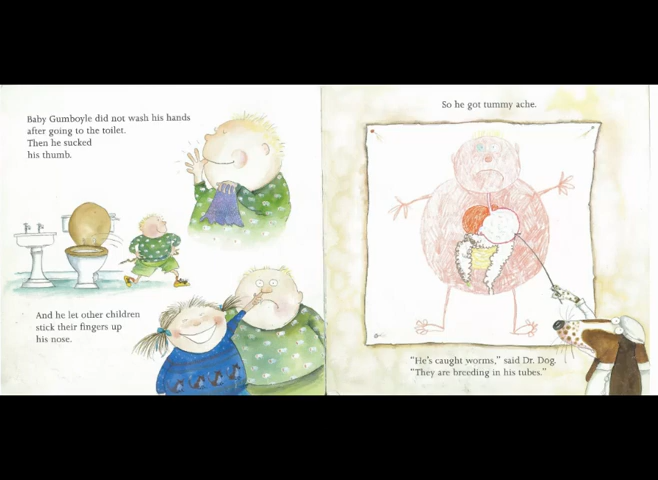 Baby Gumboyle did not wash his hands
after going to the toilet.
Then he sucked
his thumb.
And he let other children
stick their fingers up
his nose.
So he got tummy ache.
"He's caught worms," said Dr. Dog.
"They are breeding in his tubes."